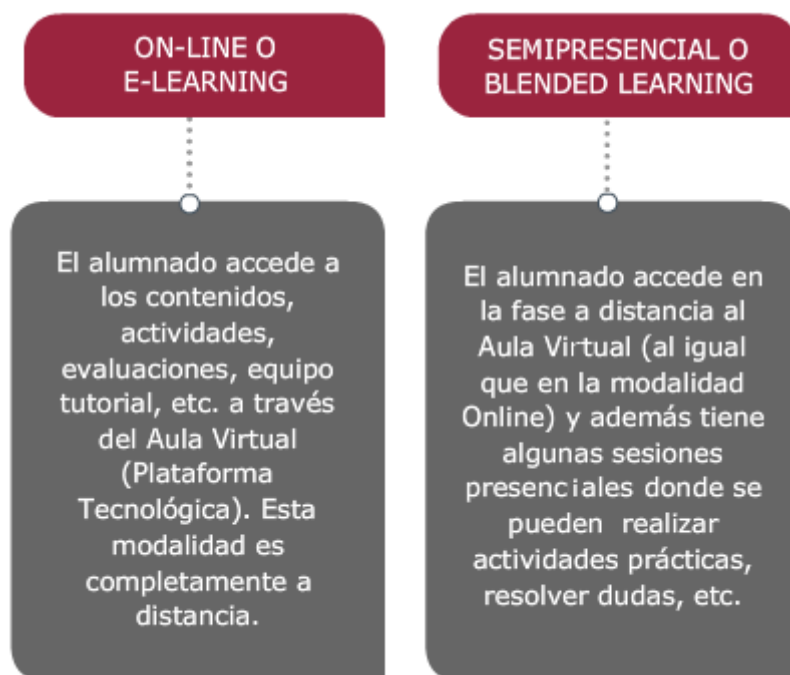 ON-LINE O
E-LEARNING
El alumnado accede a
los contenidos,
actividades,
evaluaciones, equipo
tutorial, etc. a través
del Aula Virtual
(Plataforma
Tecnológica). Esta
modalidad es
completamente a
distancia.
SEMIPRESENCIAL O
BLENDED LEARNING
El alumnado accede en
la fase a distancia al
Aula Virtual (al igual
que en la modalidad
Online) y además tiene
algunas sesiones
presenciales donde se
pueden realizar
actividades prácticas,
resolver dudas, etc.